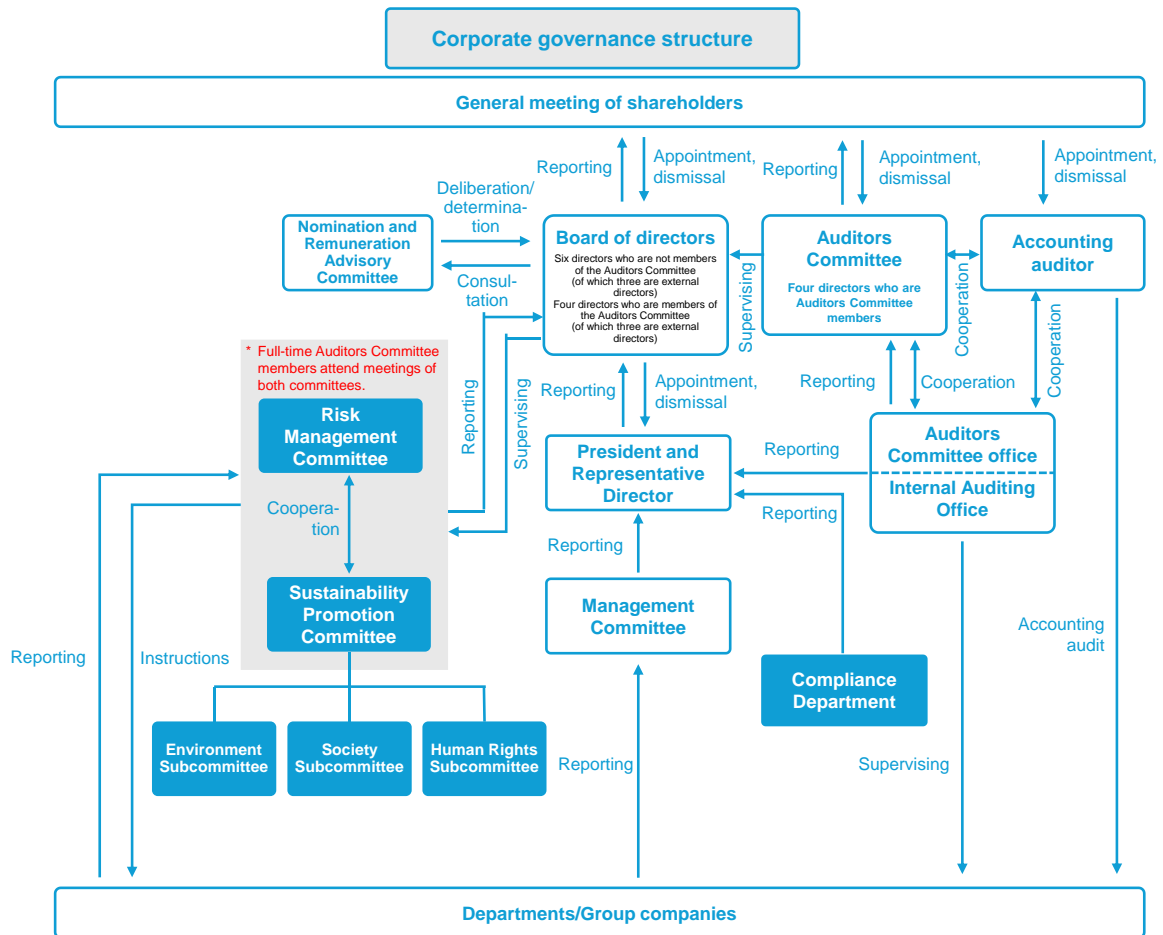 Corporate governance structure
General meeting of shareholders
Reporting
Appointment,
dismissal
Reporting
Appointment,
dismissal
Appointment,
dismissal
Deliberation/
determina-
tion
Nomination and
Remuneration
Advisory
Committee
Consul-
tation
Board of directors
Six directors who are not members
of the Auditors Committee
(of which three are external
directors)
Four directors who are members of
the Auditors Committee
(of which three are external
directors)
Supervising
Auditors
Committee
Four directors who are
Auditors Committee
members
Cooperation
Accounting
auditor
* Full-time Auditors Committee
members attend meetings of
both committees.
Risk
Management
Committee
Coopera-
tion
Sustainability
Promotion
Committee
Reporting
Supervising
Reporting
Appointment,
dismissal
Reporting
Cooperation
Cooperation
President and
Representative
Director
Reporting
Auditors
Committee office
Internal Auditing
Office
Reporting
Reporting
Management
Committee
Compliance
Department
Accounting
audit
Reporting
Instructions
Environment
Subcommittee
Society
Subcommittee
Human Rights
Subcommittee
Reporting
Supervising
Departments/Group companies